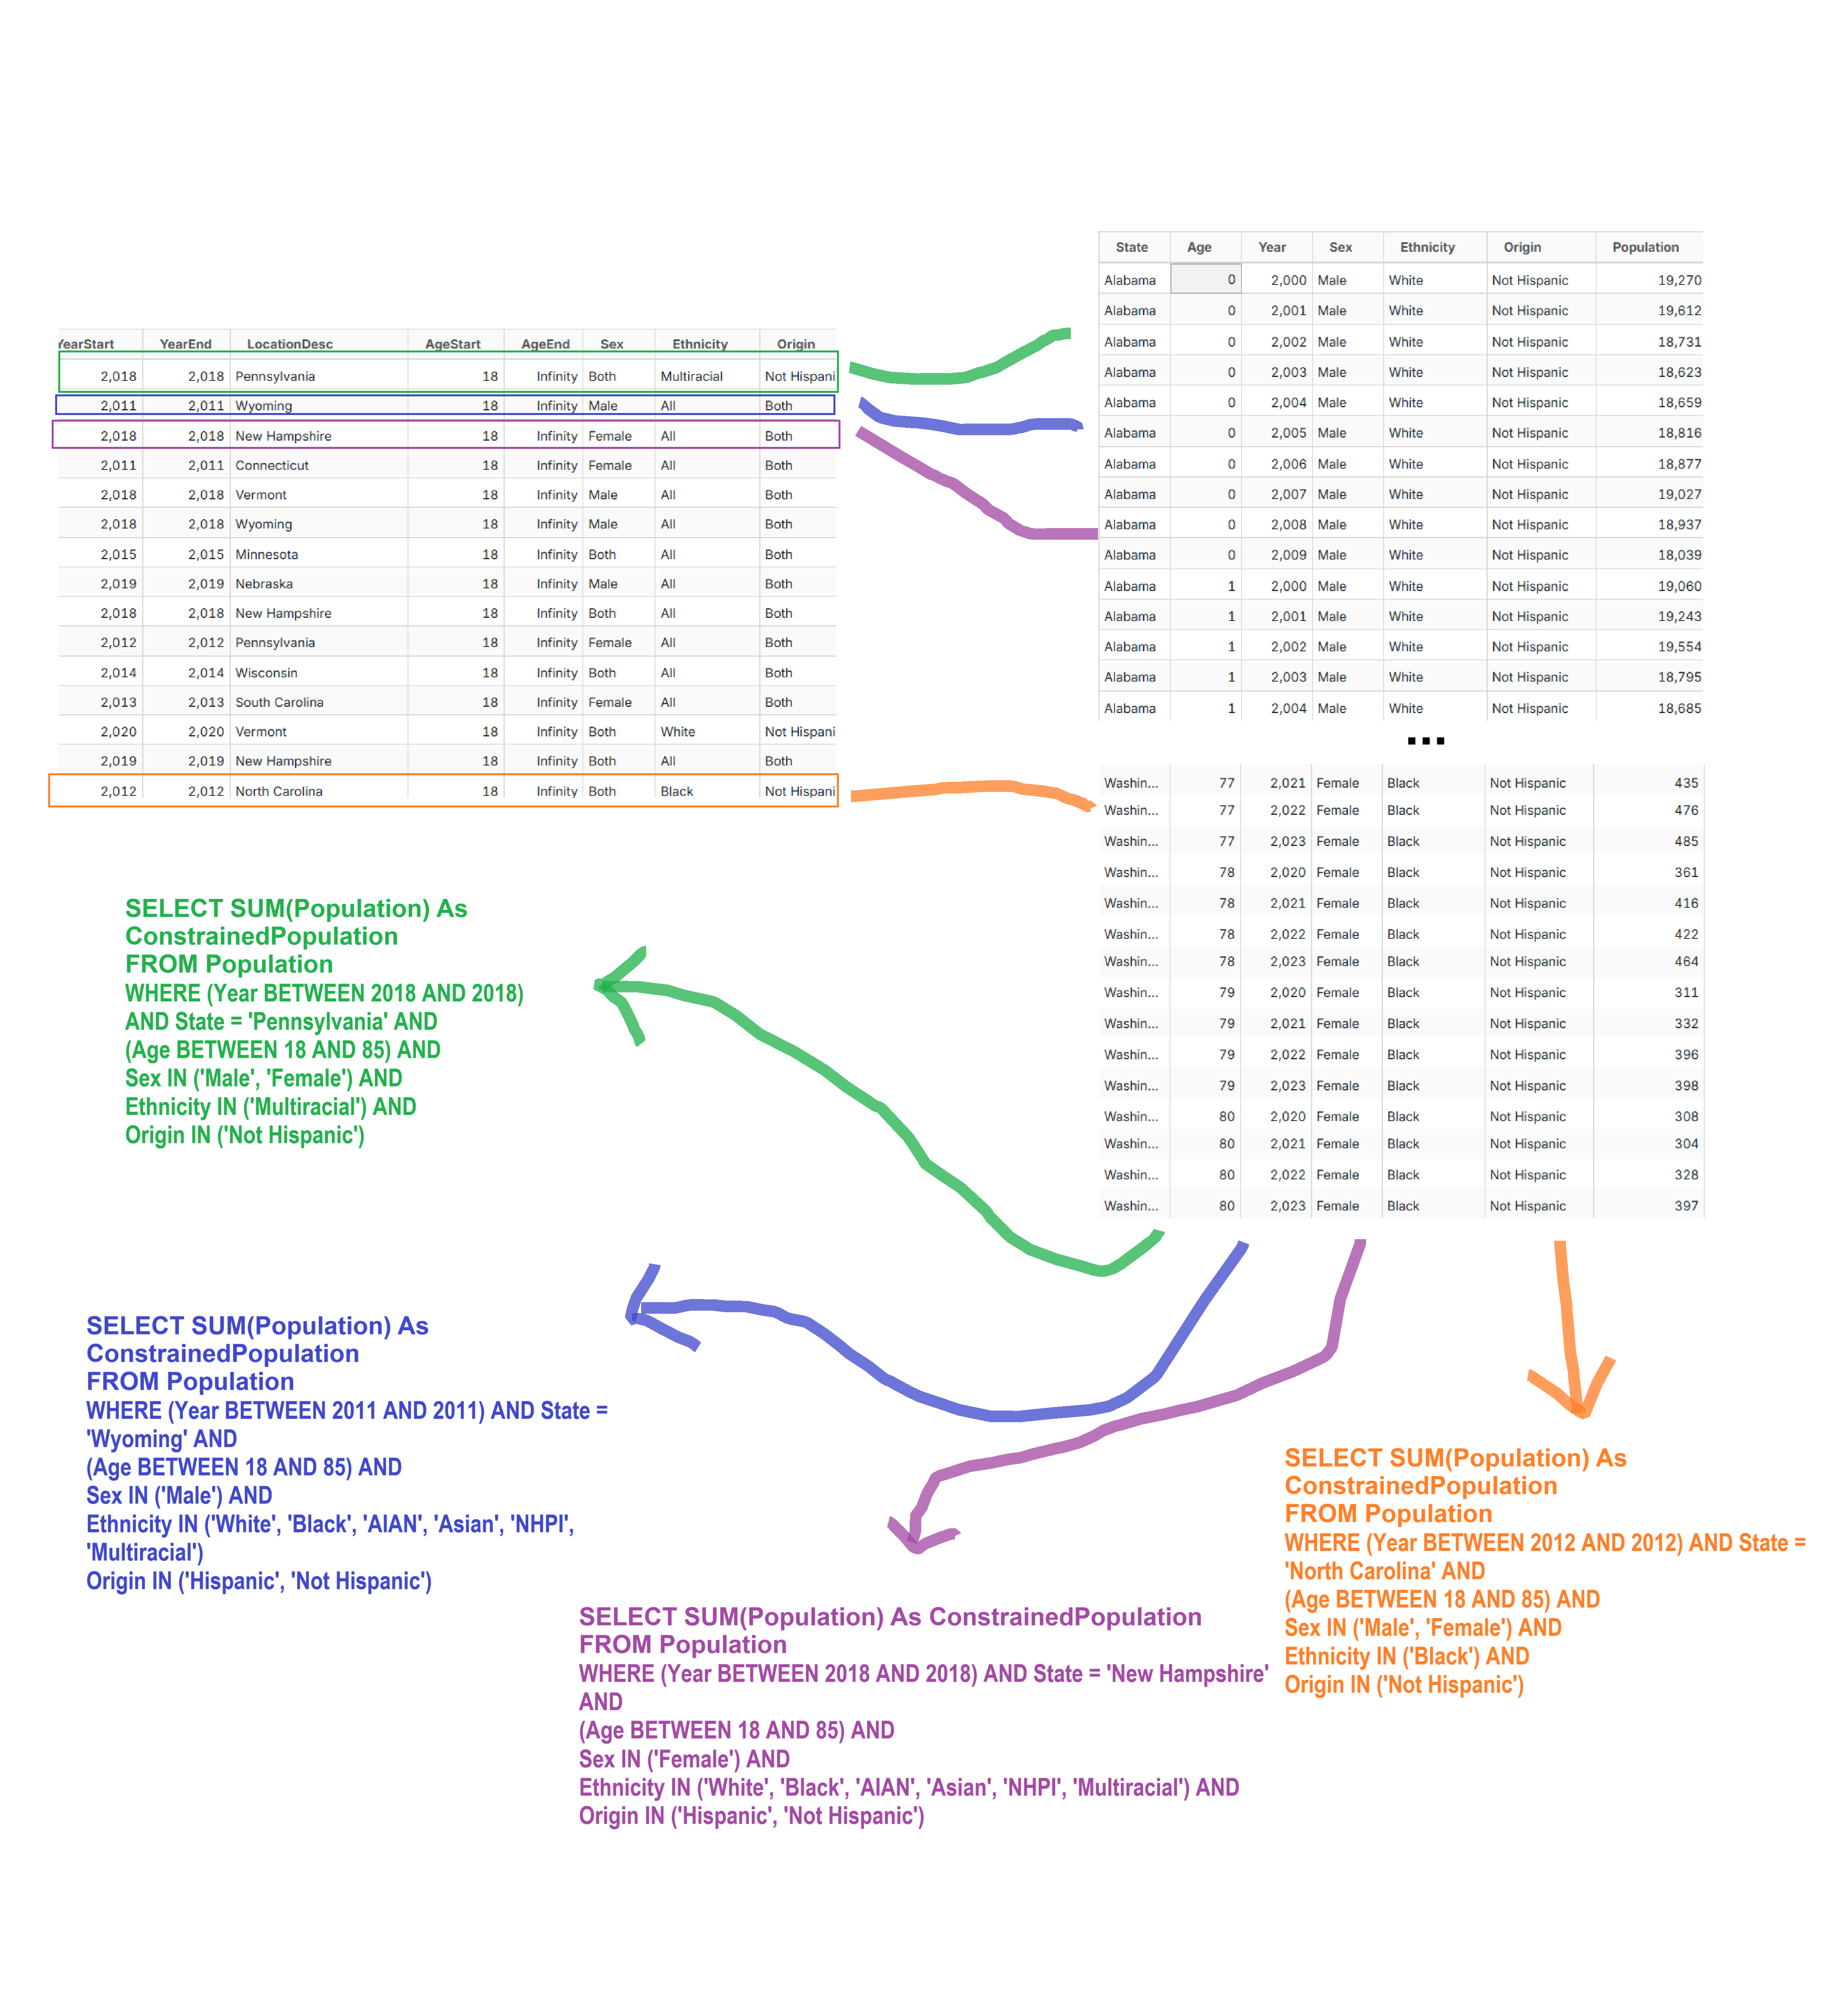 YearStart YearEnd LocationDesc AgeStart AgeEnd Sex Ethnicity Origin
2,018 2,018 Pennsylvania 18 Infinity Both Multiracial Not Hispani
2,011 2,011 Wyoming 18 Infinity Male All Both
2,018 2,018 New Hampshire 18 Infinity Female All Both
2,011 2,011 Connecticut 18 Infinity Female All Both
2,018 2,018 Vermont 18 Infinity Male All Both
2,018 2,018 Wyoming 18 Infinity Male All Both
2,015 2,015 Minnesota 18 Infinity Both All Both
2,019 2,019 Nebraska 18 Infinity Male All Both
2,018 2,018 New Hampshire 18 Infinity Both All Both
2,012 2,012 Pennsylvania 18 Infinity Female All Both
2,014 2,014 Wisconsin 18 Infinity Both All Both
2,013 2,013 South Carolina 18 Infinity Female All Both
2,020 2,020 Vermont 18 Infinity Both White Not Hispani
2,019 2,019 New Hampshire 18 Infinity Both All Both
2,012 2,012 North Carolina 18 Infinity Both Black Not Hispani
State Age Year Sex Ethnicity Origin Population
Alabama 0 2,000 Male White Not Hispanic 19,270
Alabama 0 2,001 Male White Not Hispanic 19,612
Alabama 0 2,002 Male White Not Hispanic 18,731
Alabama 0 2,003 Male White Not Hispanic 18,623
Alabama 0 2,004 Male White Not Hispanic 18,659
Alabama 0 2,005 Male White Not Hispanic 18,816
Alabama 0 2,006 Male White Not Hispanic 18,877
Alabama 0 2,007 Male White Not Hispanic 19,027
Alabama 0 2,008 Male White Not Hispanic 18,937
Alabama 0 2,009 Male White Not Hispanic 18,039
Alabama 1 2,000 Male White Not Hispanic 19,060
Alabama 1 2,001 Male White Not Hispanic 19,243
Alabama 1 2,002 Male White Not Hispanic 19,554
Alabama 1 2,003 Male White Not Hispanic 18,795
Alabama 1 2,004 Male White Not Hispanic 18,685
...
Washin... 77 2,021 Female Black Not Hispanic 435
Washin... 77 2,022 Female Black Not Hispanic 476
Washin... 77 2,023 Female Black Not Hispanic 485
Washin... 78 2,020 Female Black Not Hispanic 361
Washin... 78 2,021 Female Black Not Hispanic 416
Washin... 78 2,022 Female Black Not Hispanic 422
Washin... 78 2,023 Female Black Not Hispanic 464
Washin... 79 2,020 Female Black Not Hispanic 311
Washin... 79 2,021 Female Black Not Hispanic 332
Washin... 79 2,022 Female Black Not Hispanic 396
Washin... 79 2,023 Female Black Not Hispanic 398
Washin... 80 2,020 Female Black Not Hispanic 308
Washin... 80 2,021 Female Black Not Hispanic 304
Washin... 80 2,022 Female Black Not Hispanic 328
Washin... 80 2,023 Female Black Not Hispanic 397
SELECT SUM(Population) As
ConstrainedPopulation
FROM Population
WHERE (Year BETWEEN 2018 AND 2018)
AND State = 'Pennsylvania' AND
(Age BETWEEN 18 AND 85) AND
Sex IN ('Male', 'Female') AND
Ethnicity IN ('Multiracial') AND
Origin IN ('Not Hispanic')
SELECT SUM(Population) As
ConstrainedPopulation
FROM Population
WHERE (Year BETWEEN 2011 AND 2011) AND State =
'Wyoming' AND
(Age BETWEEN 18 AND 85) AND
Sex IN ('Male') AND
Ethnicity IN ('White', 'Black', 'AIAN', 'Asian', 'NHPI',
'Multiracial')
Origin IN ('Hispanic', 'Not Hispanic')
SELECT SUM(Population) As ConstrainedPopulation
FROM Population
WHERE (Year BETWEEN 2018 AND 2018) AND State = 'New Hampshire'
AND
(Age BETWEEN 18 AND 85) AND
Sex IN ('Female') AND
Ethnicity IN ('White', 'Black', 'AIAN', 'Asian', 'NHPI', 'Multiracial') AND
Origin IN ('Hispanic', 'Not Hispanic')
SELECT SUM(Population) As
ConstrainedPopulation
FROM Population
WHERE (Year BETWEEN 2012 AND 2012) AND State =
'North Carolina' AND
(Age BETWEEN 18 AND 85) AND
Sex IN ('Male', 'Female') AND
Ethnicity IN ('Black') AND
Origin IN ('Not Hispanic')